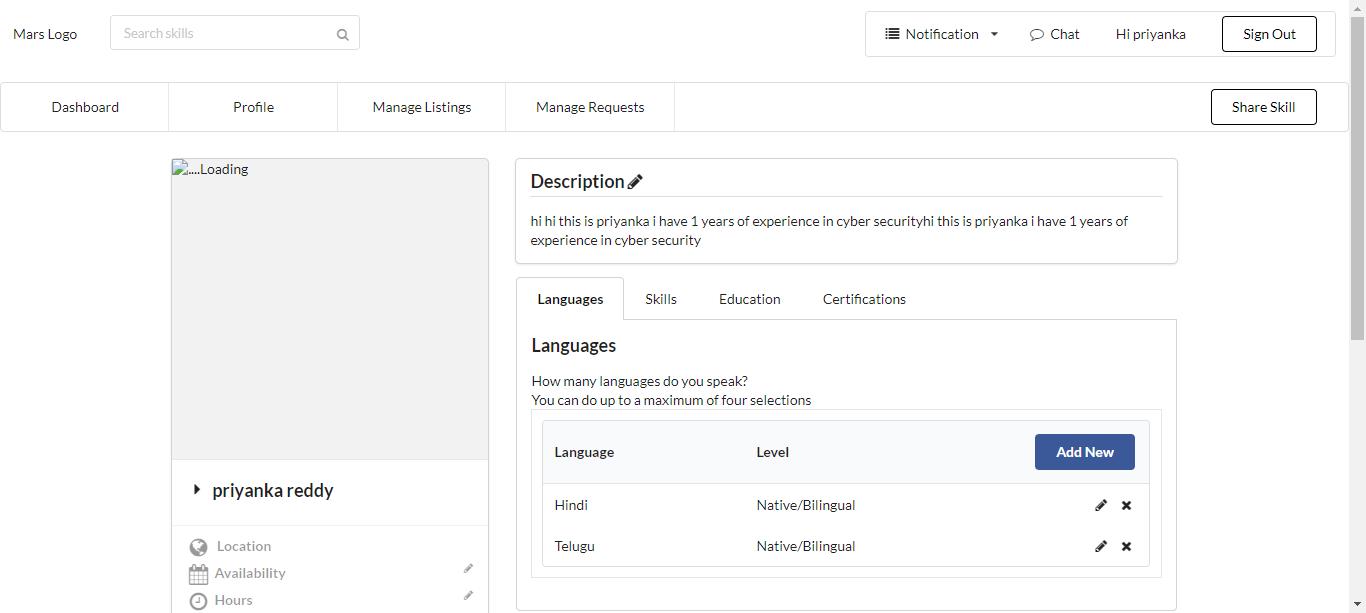 Mars Logo
Search skills
Notification
Chat
Hi priyanka
Sign Out
Dashboard
Profile
Manage Listings
Manage Requests
Share Skill
....Loading
priyanka reddy
Location
Availability
Hours
Description
hi hi this is priyanka i have 1 years of experience in cyber securityhi this is priyanka i have 1 years of
experience in cyber security
Languages
Skills
Education
Certifications
Languages
How many languages do you speak?
You can do up to a maximum of four selections
Language
Level
Add New
Hindi
Native/Bilingual
Telugu
Native/Bilingual